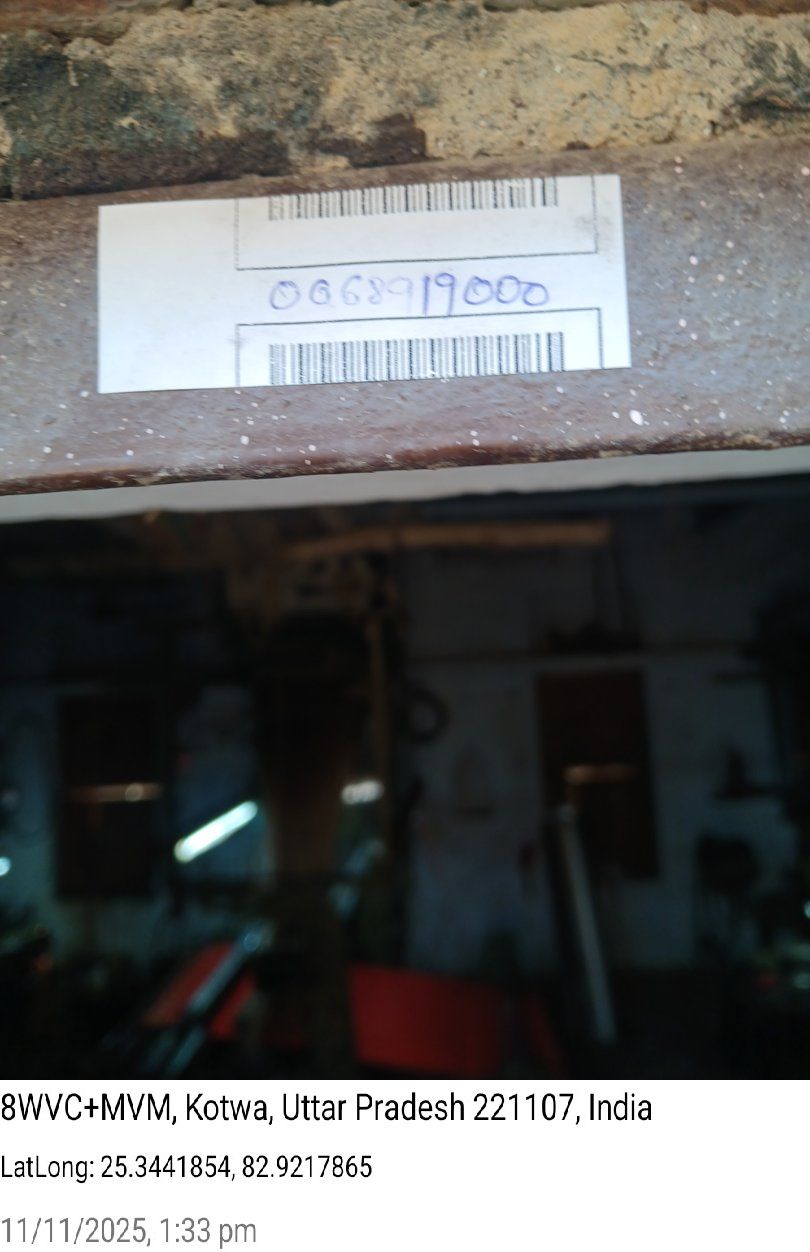 0068919000
8WVC+MVM, Kotwa, Uttar Pradesh 221107, India
LatLong: 25.3441854, 82.9217865
11/11/2025, 1:33 pm